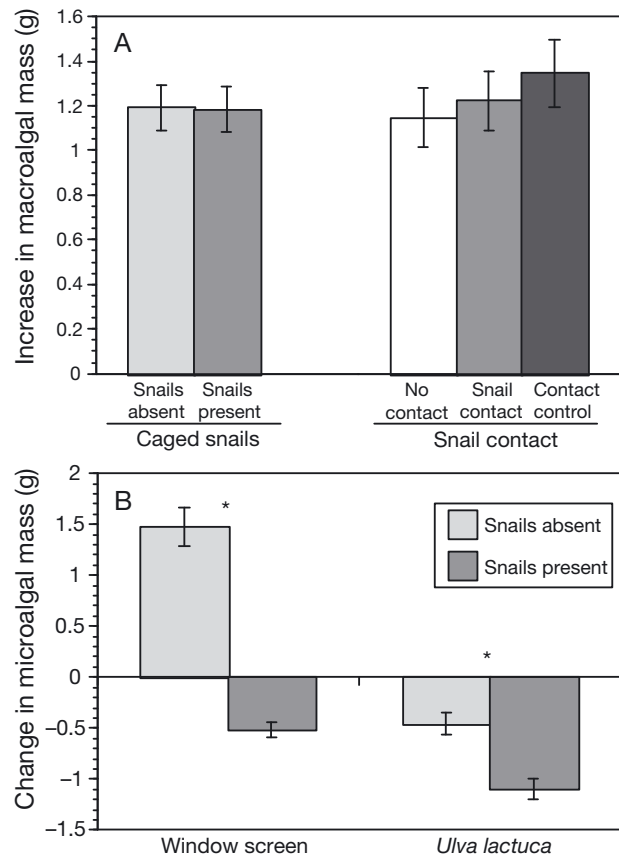 A
Increase in macroalgal mass (g)
1.6
1.4
1.2
1
0.8
0.6
0.4
0.2
0
Snails absent
Snails present
No contact
Snail contact
Contact control
Caged snails
Snail contact
B
Change in microalgal mass (g)
2
1.5
1
0.5
0
−0.5
−1
−1.5
*
*
Snails absent
Snails present
Window screen
Ulva lactuca